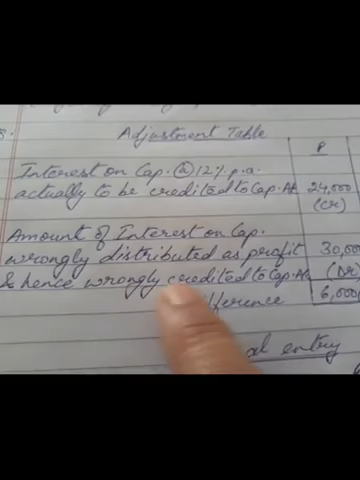 Adjustment Table
P
Interest on Cap. @ 12% p.a.
actually to be credited to Cap. A/c 24,000
(Cr)
Amount of Interest on Cap.
wrongly distributed as profit 30,00
& hence wrongly credited to Cap. A/c (Dr)
fference 6,000
al entry